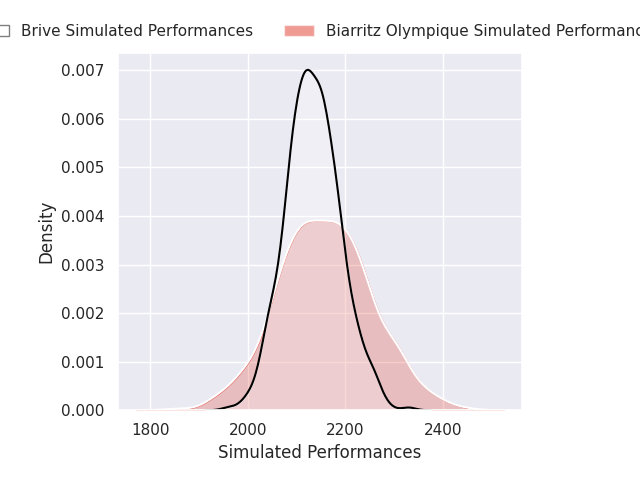 Brive Simulated Performances
Biarritz Olympique Simulated
0.007
0.006
0.005
0.004
0.003
0.002
0.001
0.000
Density
1800 2000 2200 2400
Simulated Performances